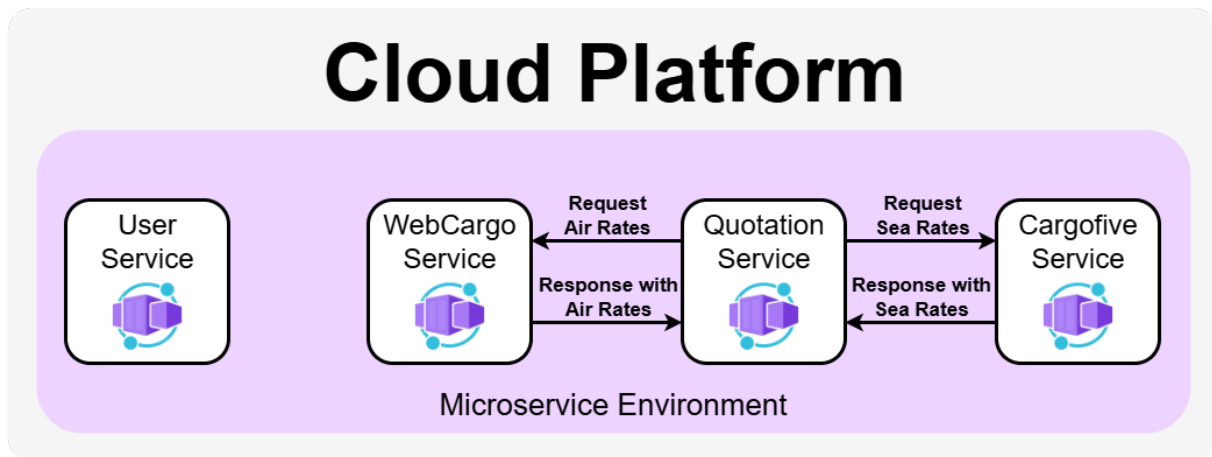 Cloud Platform
User
Service
WebCargo
Service
Request
Air Rates
Response with
Air Rates
Quotation
Service
Request
Sea Rates
Response with
Sea Rates
Cargofive
Service
Microservice Environment